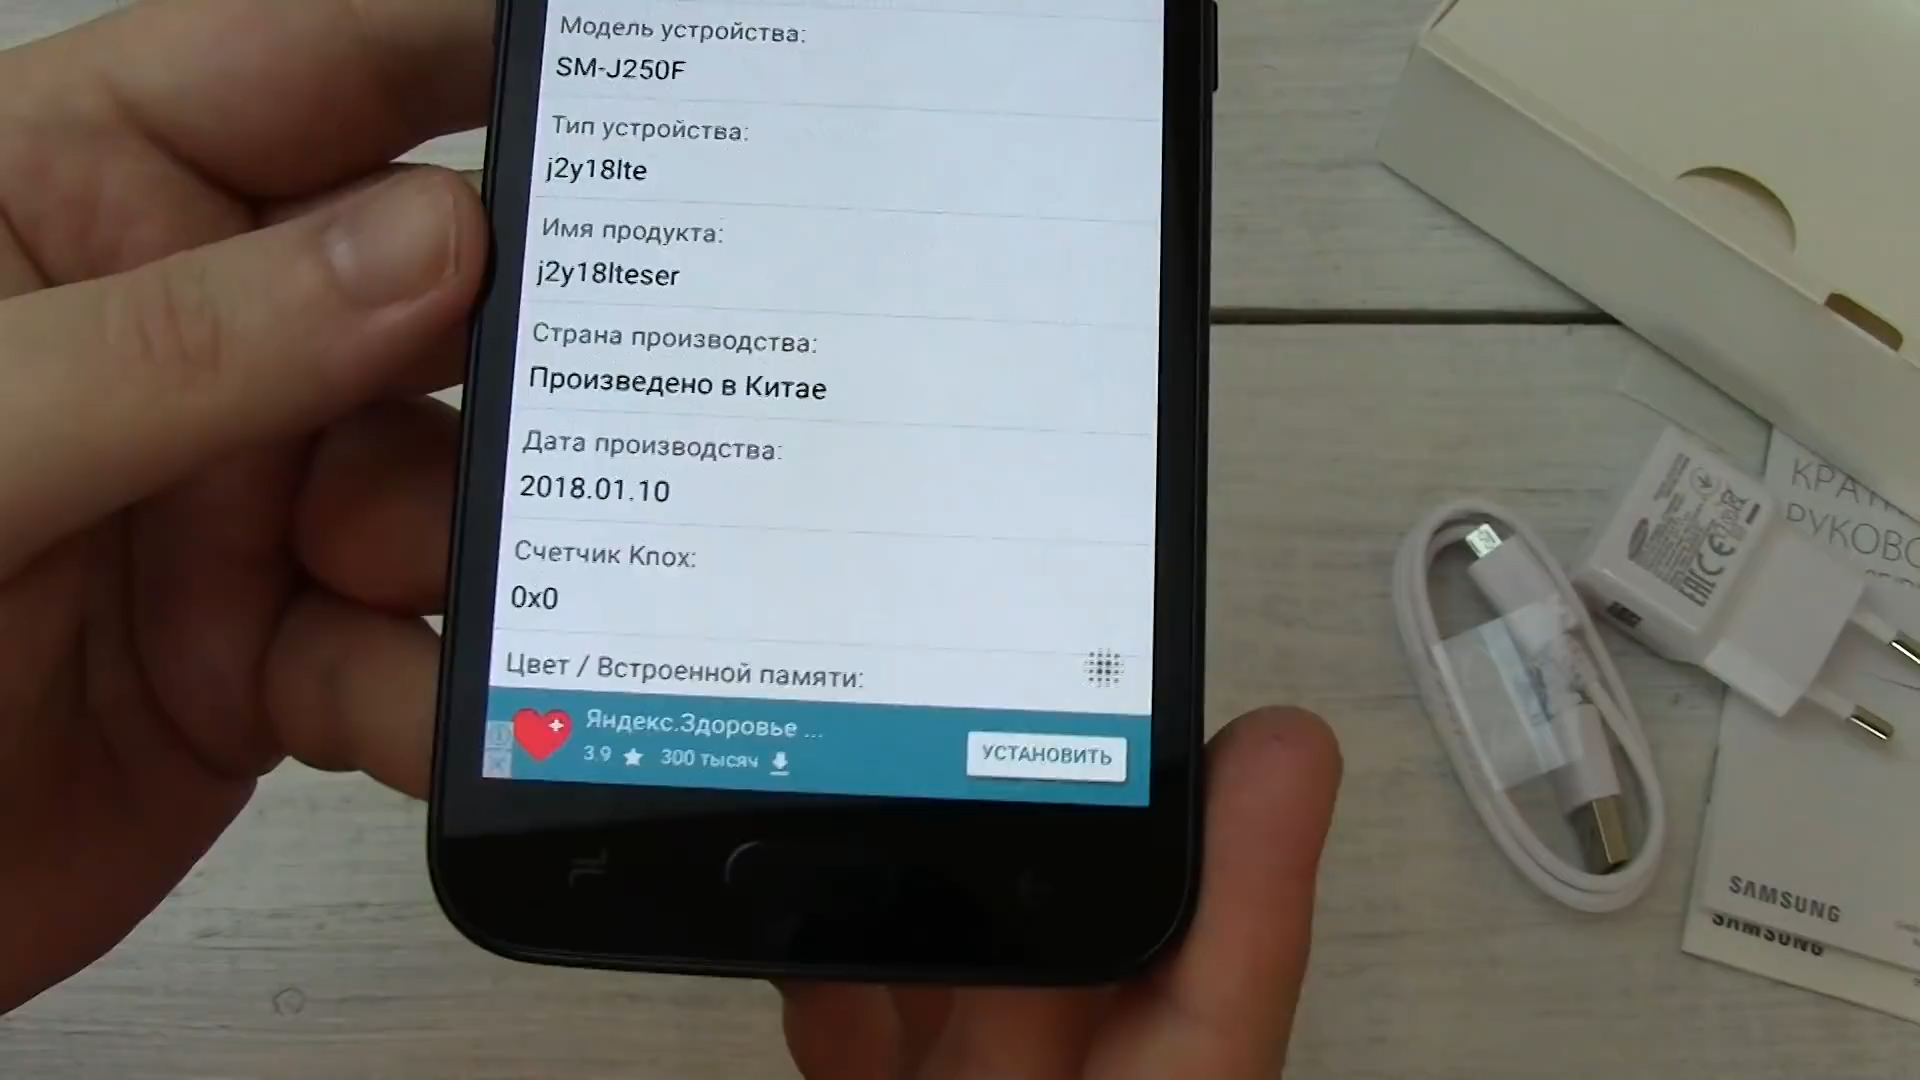 Модель устройства:
SM-J250F
Тип устройства:
j2y18lte
Имя продукта:
j2y18lteser
Страна производства:
Произведено в Китае
Дата производства:
2018.01.10
Счетчик Knox:
0x0
Цвет / Встроенной памяти:
Яндекс.Здоровье ...
3.9 ★ 300 тысяч
УСТАНОВИТЬ
SAMSUNG
SAMSUNG